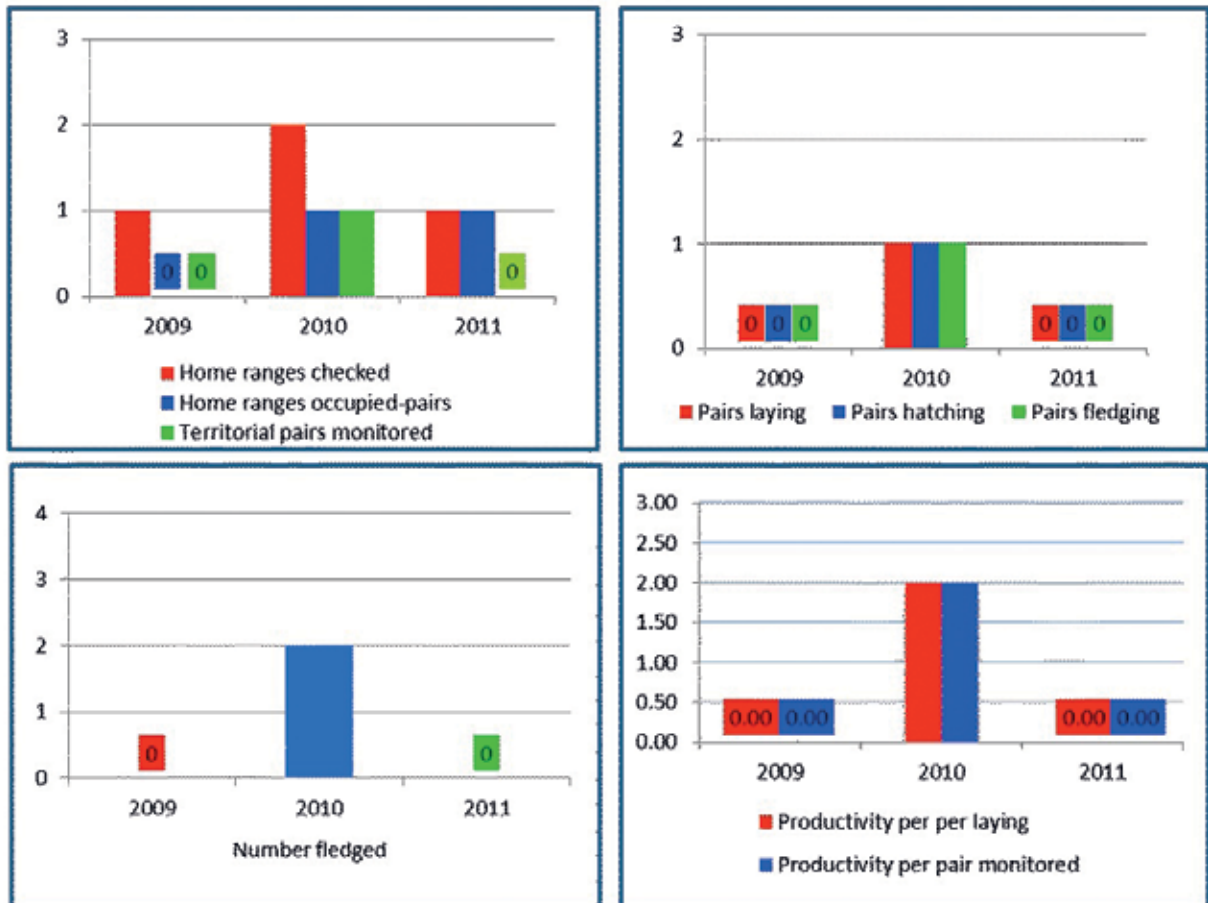 3
2
1
0
0 0
0
2009 2010 2011
Home ranges checked
Home ranges occupied-pairs
Territorial pairs monitored
3
2
1
0
0 0 0
0 0 0
2009 2010 2011
Pairs laying Pairs hatching Pairs fledging
4
3
2
1
0
0
0
2009 2010 2011
Number fledged
3.00
2.50
2.00
1.50
1.00
0.50
0.00
0.00 0.00
0.00 0.00
2009 2010 2011
Productivity per per laying
Productivity per pair monitored